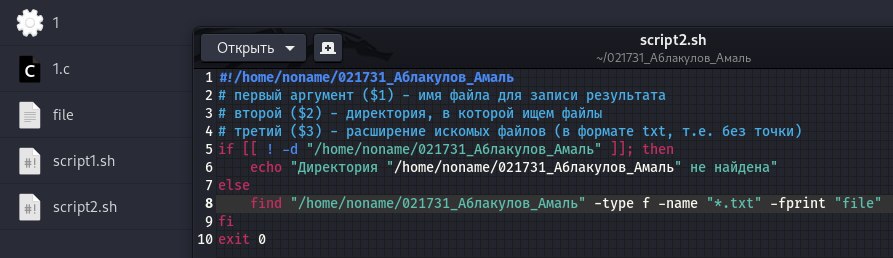 1
1.c
file
script1.sh
script2.sh
Открыть
script2.sh
~/021731_Аблакулов_Амаль
1 #!/home/noname/021731_Аблакулов_Амаль
2 # первый аргумент ($1) - имя файла для записи результата
3 # второй ($2) - директория, в которой ищем файлы
4 # третий ($3) - расширение искомых файлов (в формате txt, т.е. без точки)
5 if [[ ! -d "/home/noname/021731_Аблакулов_Амаль" ]]; then
6     echo "Директория "/home/noname/021731_Аблакулов_Амаль" не найдена"
7 else
8     find "/home/noname/021731_Аблакулов_Амаль" -type f -name "*.txt" -fprint "file"
9 fi
10 exit 0